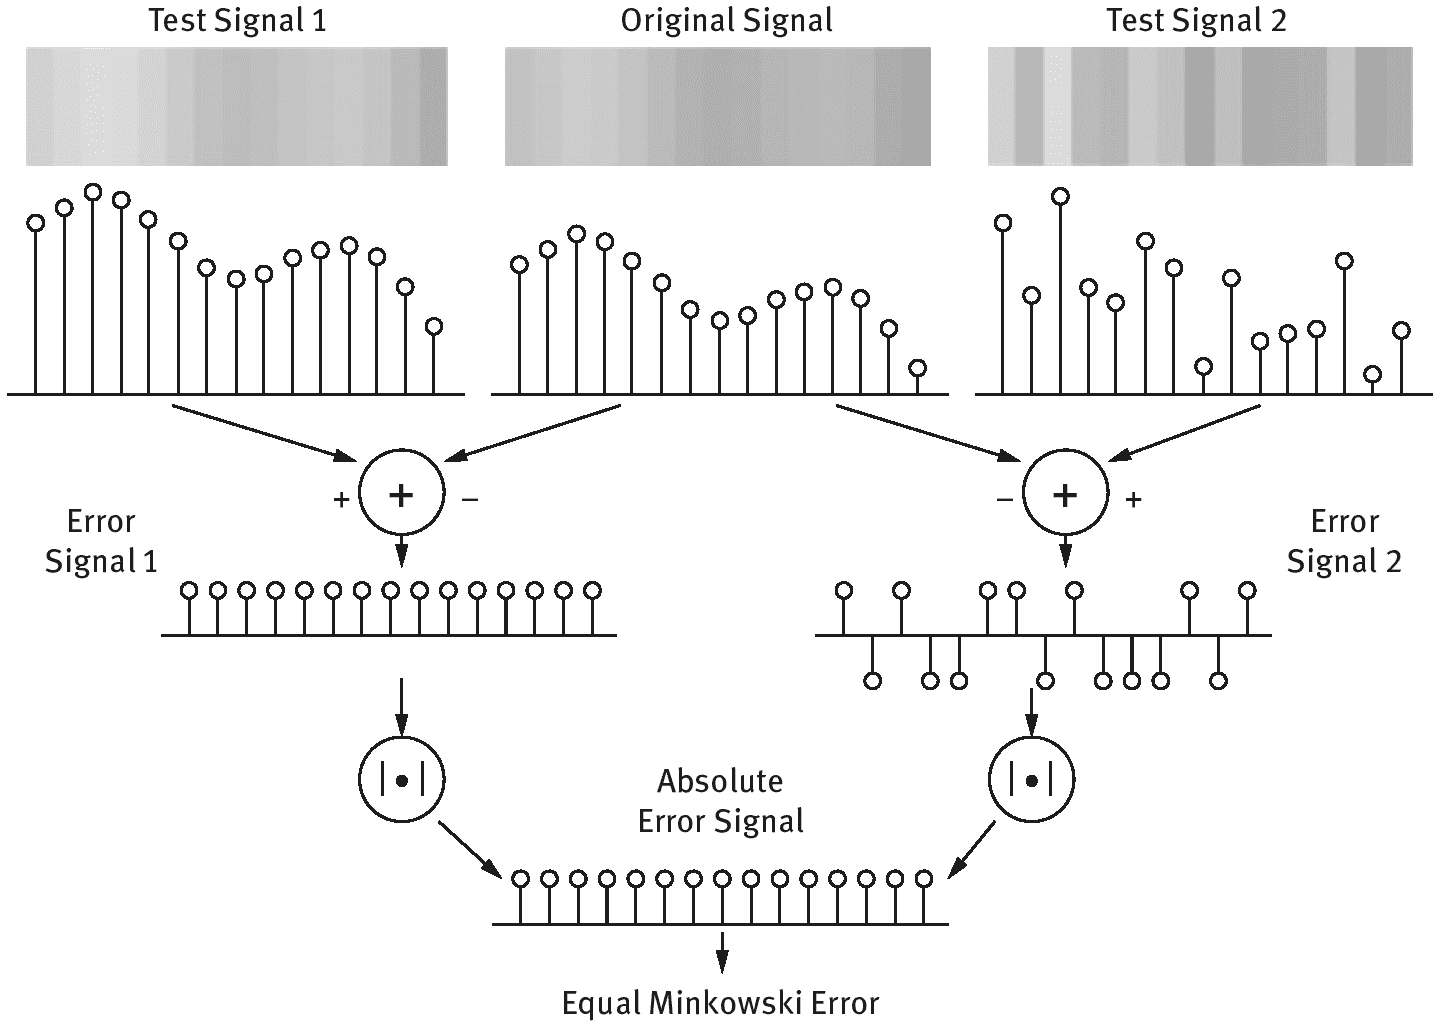 Test Signal 1
Original Signal
Test Signal 2
+ + −
− + +
Error
Signal 1
Error
Signal 2
|•|
|•|
Absolute
Error Signal
Equal Minkowski Error